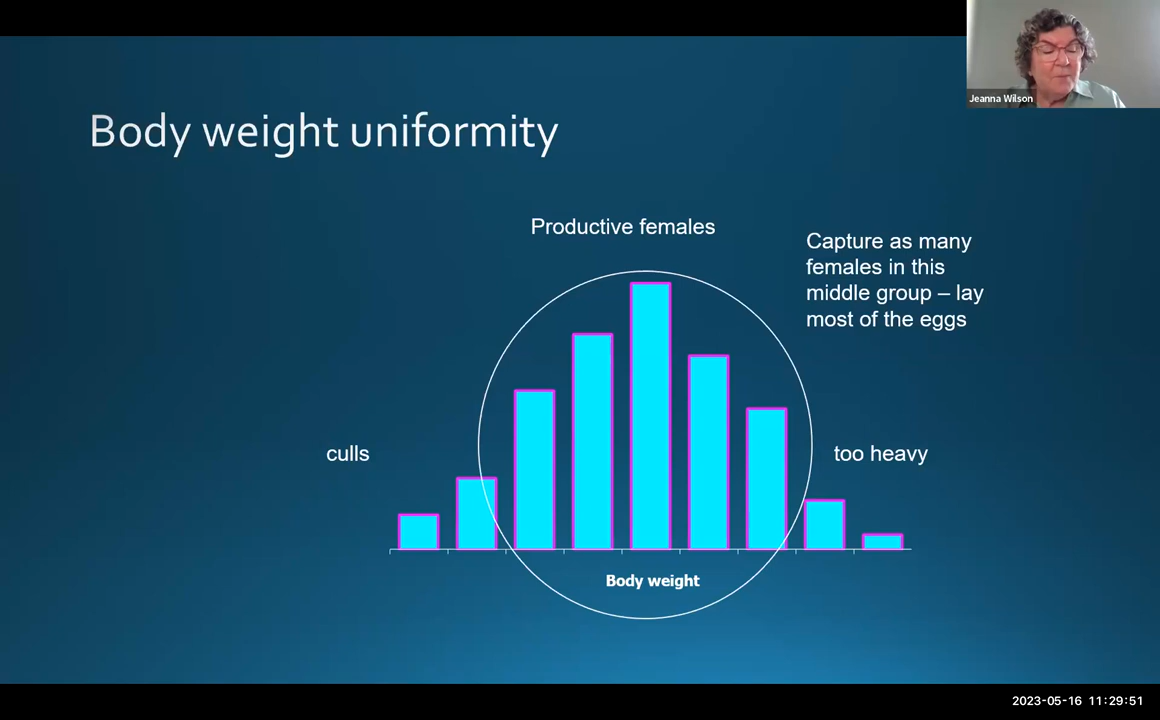 Jeanna Wilson
Body weight uniformity
Productive females
Capture as many
females in this
middle group – lay
most of the eggs
culls
too heavy
Body weight
2023-05-16 11:29:51